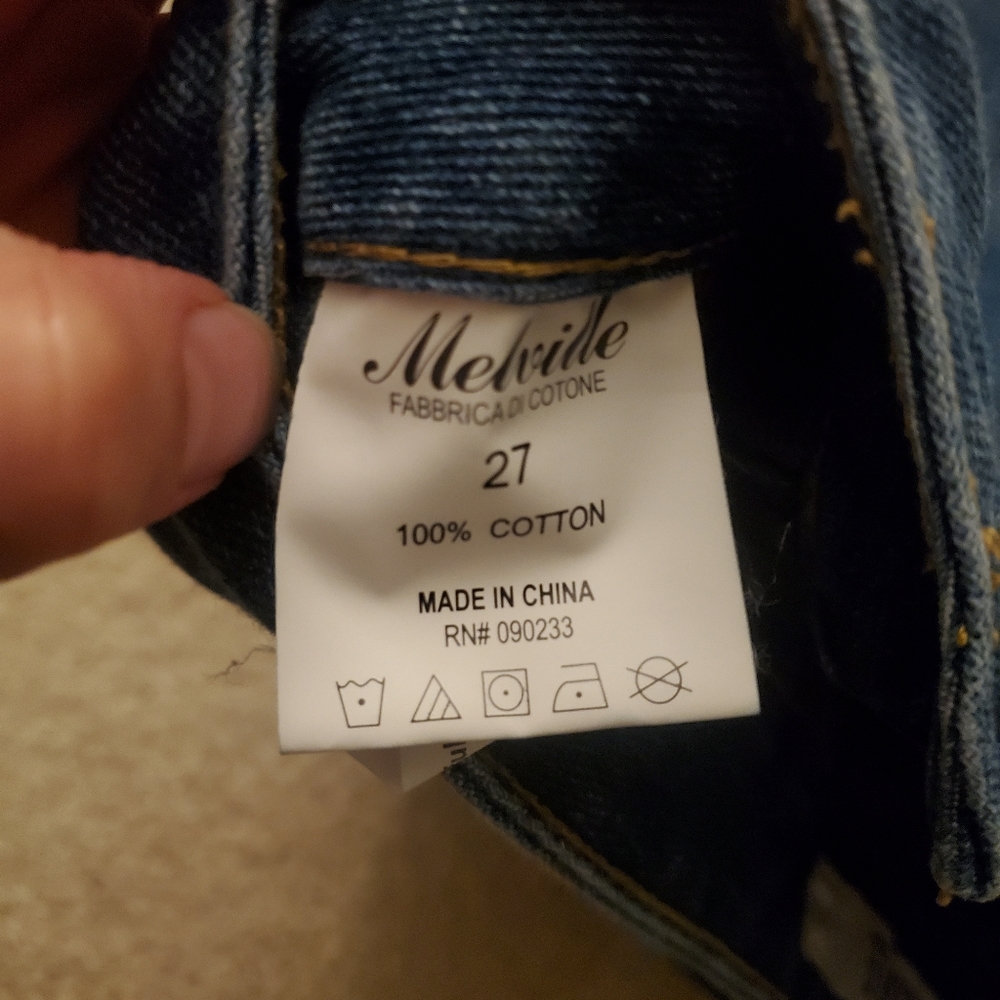 Melville
FABBRICA DI COTONE
27
100% COTTON
MADE IN CHINA
RN# 090233